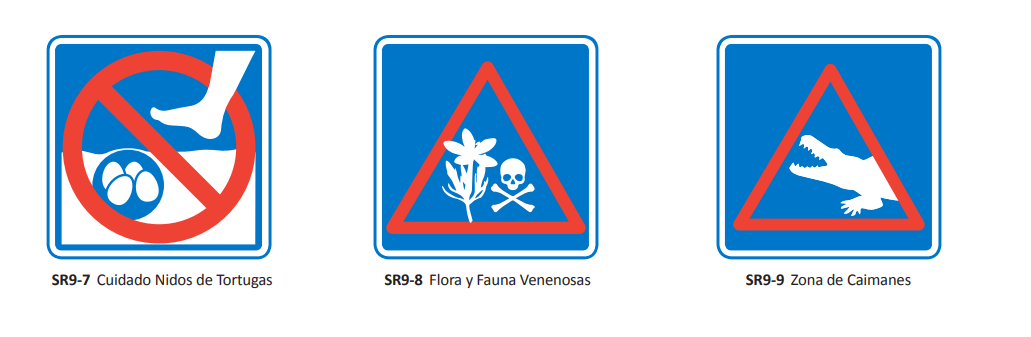 SR9-7 Cuidado Nidos de Tortugas
SR9-8 Flora y Fauna Venenosas
SR9-9 Zona de Caimanes